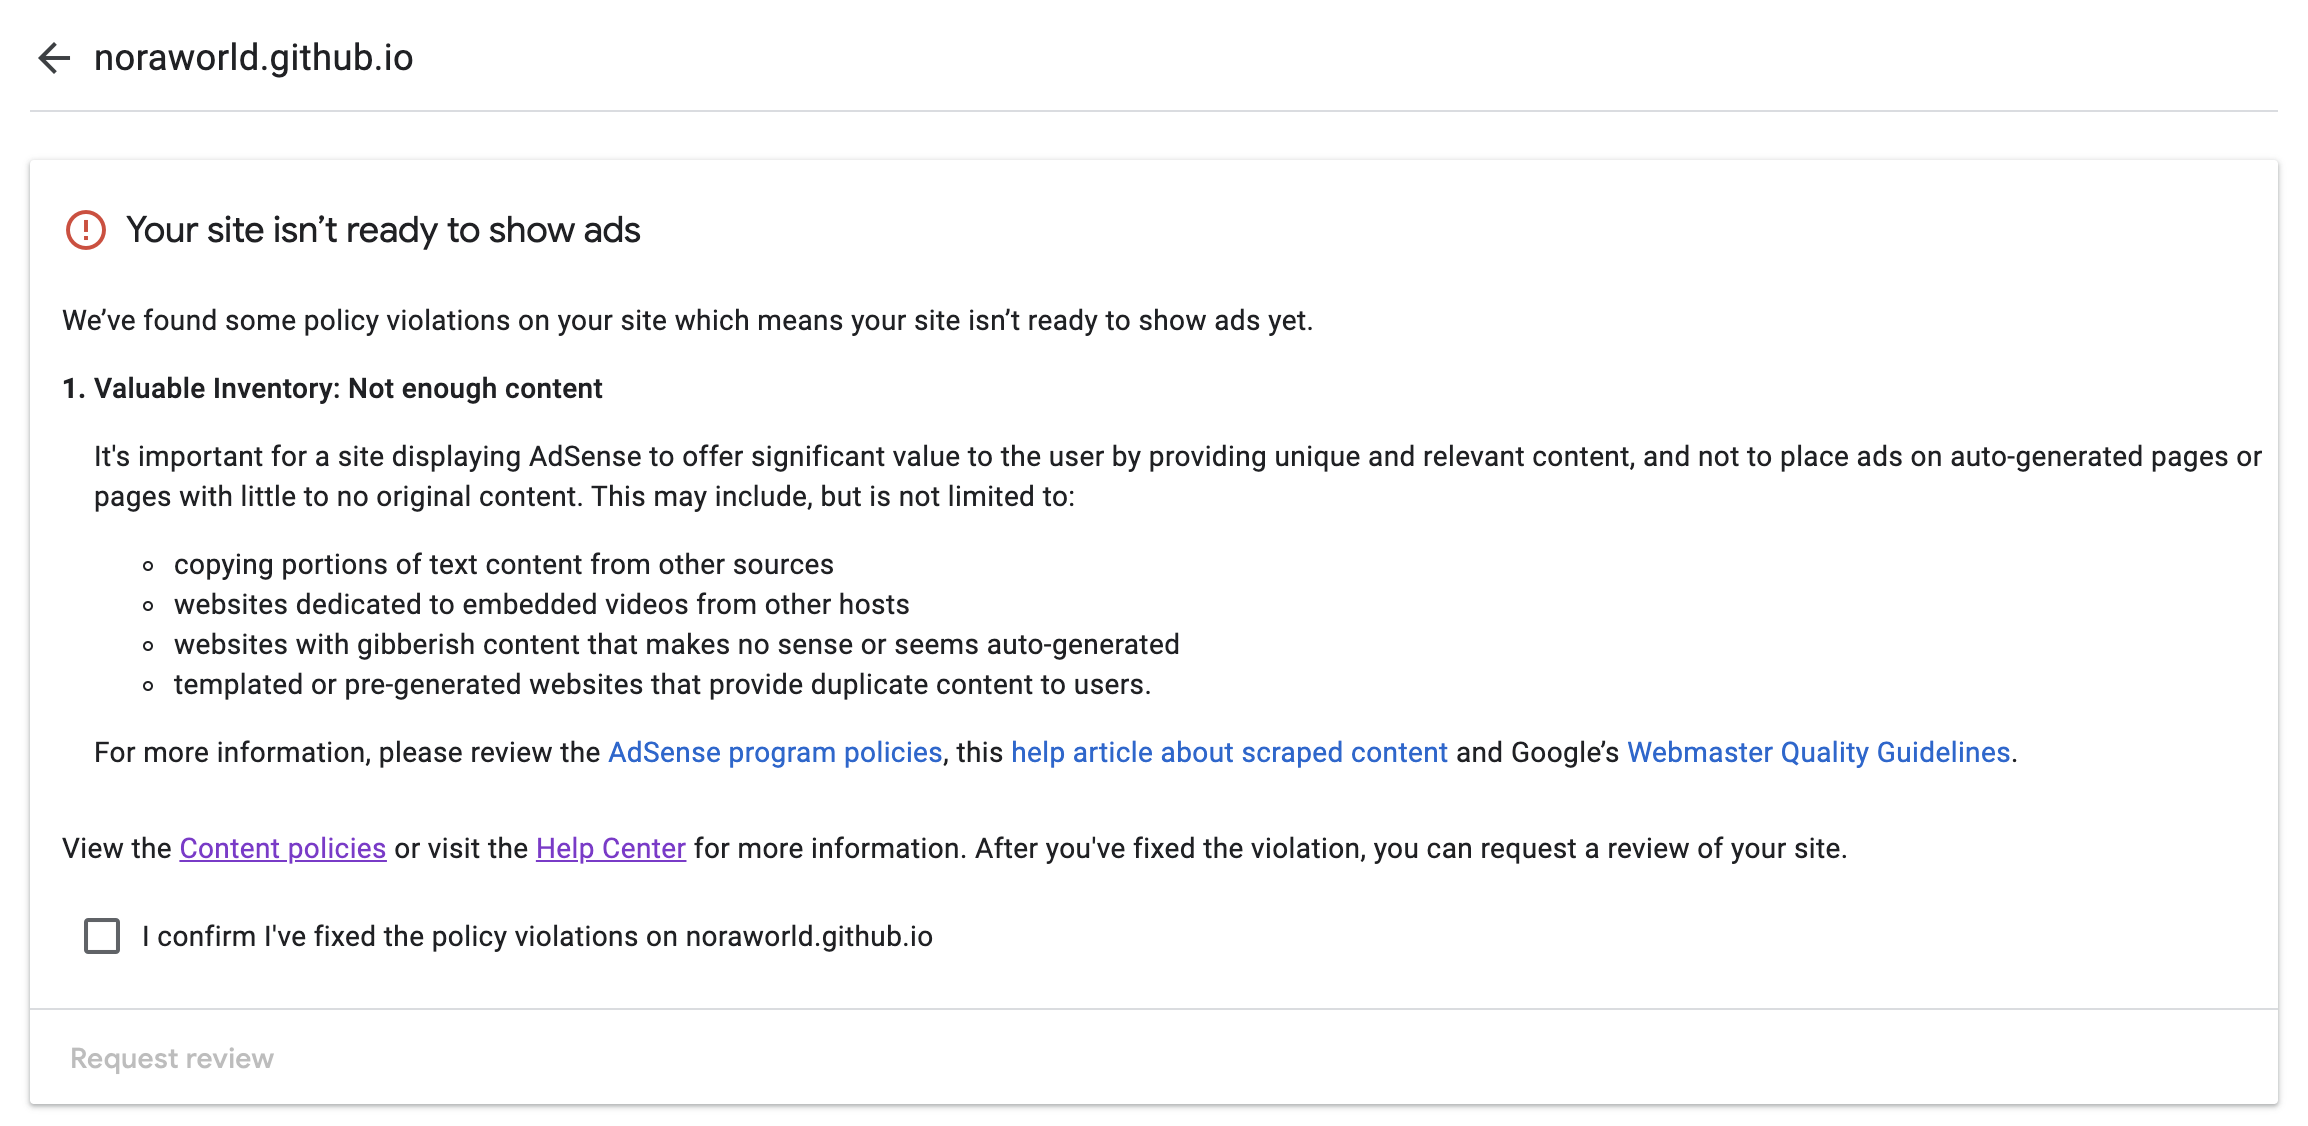 noraworld.github.io
Your site isn’t ready to show ads
We’ve found some policy violations on your site which means your site isn’t ready to show ads yet.
1. Valuable Inventory: Not enough content
It's important for a site displaying AdSense to offer significant value to the user by providing unique and relevant content, and not to place ads on auto-generated pages or
pages with little to no original content. This may include, but is not limited to:
copying portions of text content from other sources
websites dedicated to embedded videos from other hosts
websites with gibberish content that makes no sense or seems auto-generated
templated or pre-generated websites that provide duplicate content to users.
For more information, please review the AdSense program policies, this help article about scraped content and Google’s Webmaster Quality Guidelines.
View the Content policies or visit the Help Center for more information. After you've fixed the violation, you can request a review of your site.
I confirm I've fixed the policy violations on noraworld.github.io
Request review